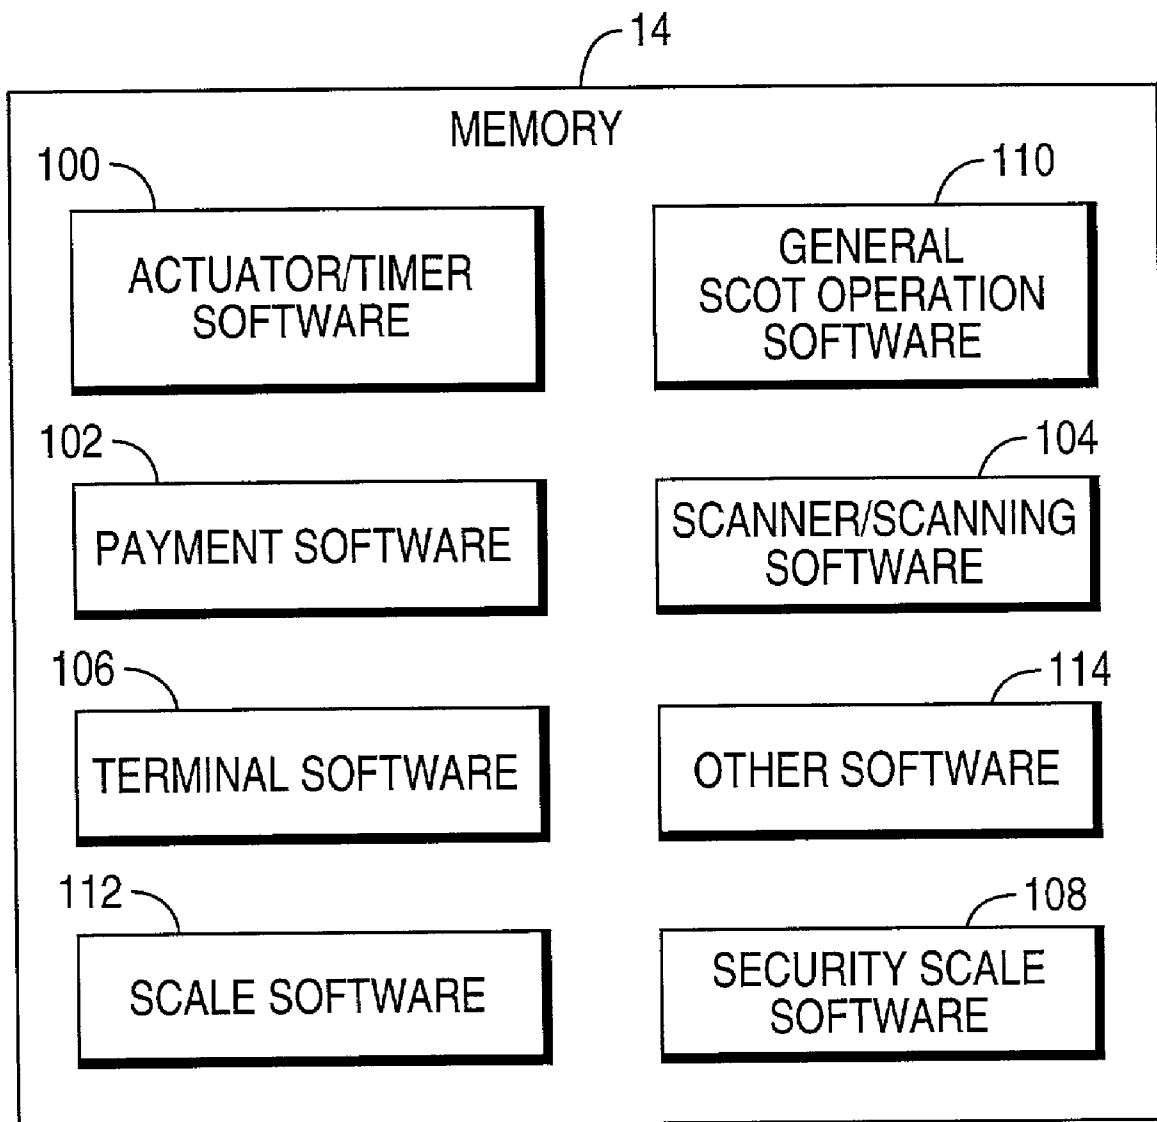 14
MEMORY
100
110
ACTUATOR/TIMER
SOFTWARE
GENERAL
SCOT OPERATION
SOFTWARE
102
104
PAYMENT SOFTWARE
SCANNER/SCANNING
SOFTWARE
106
114
TERMINAL SOFTWARE
OTHER SOFTWARE
112
108
SCALE SOFTWARE
SECURITY SCALE
SOFTWARE